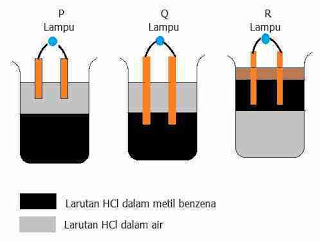 P Q R
Lampu Lampu Lampu
Larutan HCl dalam metil benzena
Larutan HCl dalam air